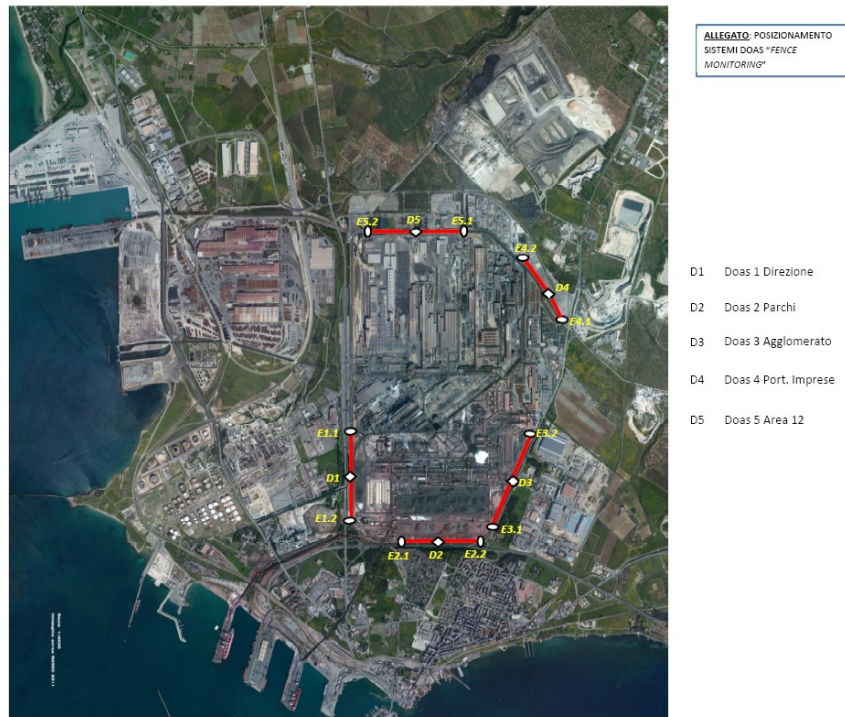 ALLEGATO: POSIZIONAMENTO
SISTEMI DOAS "FENCE
MONITORING"
E5.2
D5
E5.1
E4.2
D4
E4.1
D1 Doas 1 Direzione
D2 Doas 2 Parchi
D3 Doas 3 Agglomerato
D4 Doas 4 Port. Imprese
D5 Doas 5 Area 12
E1.1
E3.2
D1
D3
E1.2
E3.1
E2.1
D2
E2.2